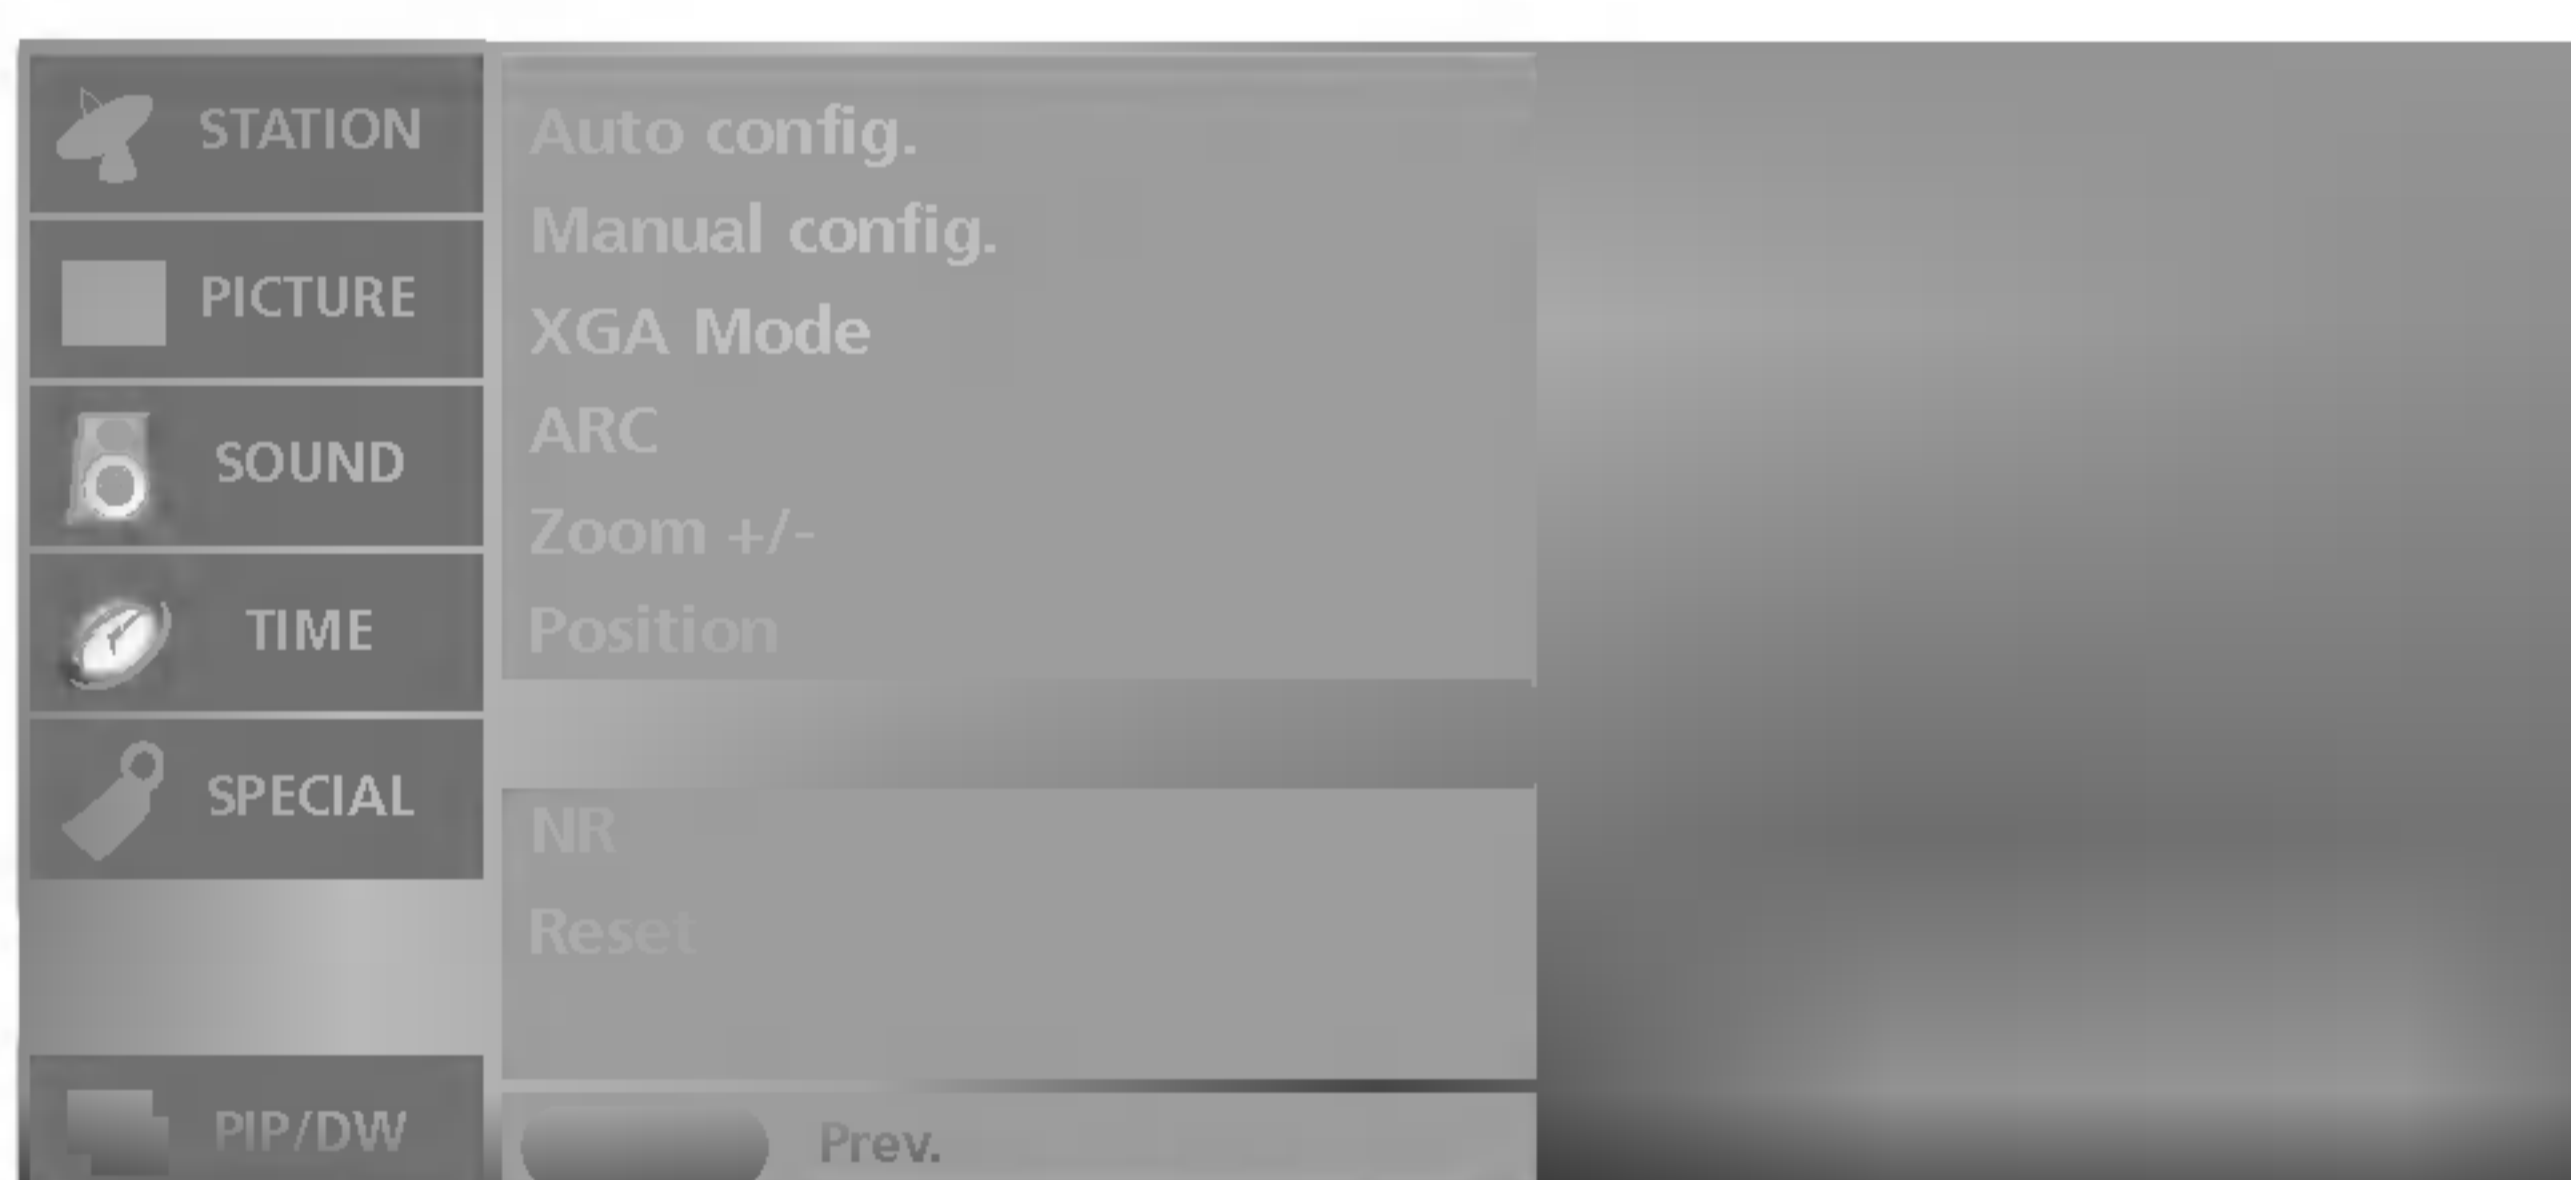 STATION
PICTURE
SOUND
TIME
SPECIAL
PIP/DW
Auto config.
Manual config.
XGA Mode
ARC
Zoom +/-
Position
NR
Reset
Prev.